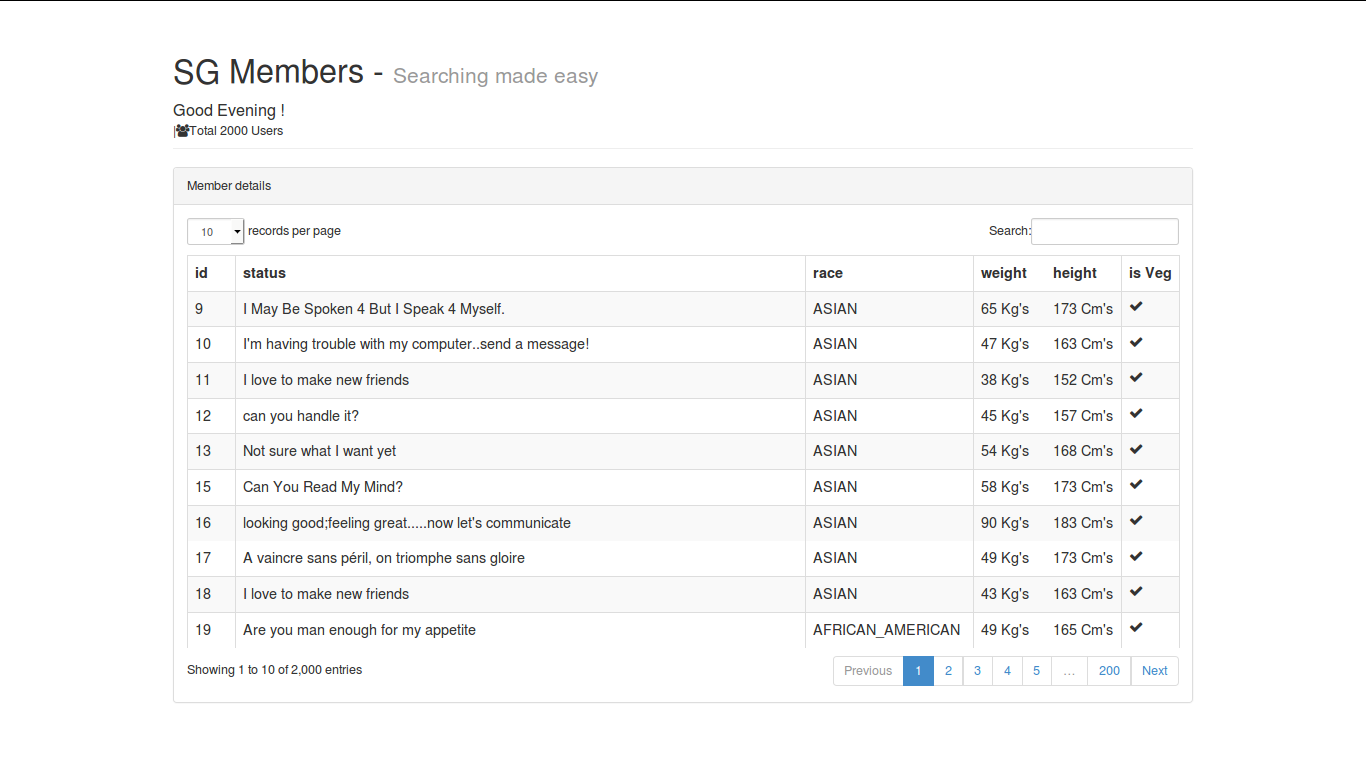 SG Members - Searching made easy
Good Evening !
Total 2000 Users
Member details
10 records per page Search:
id status race weight height is Veg
9 I May Be Spoken 4 But I Speak 4 Myself. ASIAN 65 Kg's 173 Cm's
10 I'm having trouble with my computer..send a message! ASIAN 47 Kg's 163 Cm's
11 I love to make new friends ASIAN 38 Kg's 152 Cm's
12 can you handle it? ASIAN 45 Kg's 157 Cm's
13 Not sure what I want yet ASIAN 54 Kg's 168 Cm's
15 Can You Read My Mind? ASIAN 58 Kg's 173 Cm's
16 looking good;feeling great.....now let's communicate ASIAN 90 Kg's 183 Cm's
17 A vaincre sans péril, on triomphe sans gloire ASIAN 49 Kg's 173 Cm's
18 I love to make new friends ASIAN 43 Kg's 163 Cm's
19 Are you man enough for my appetite AFRICAN_AMERICAN 49 Kg's 165 Cm's
Showing 1 to 10 of 2,000 entries Previous 1 2 3 4 5 … 200 Next